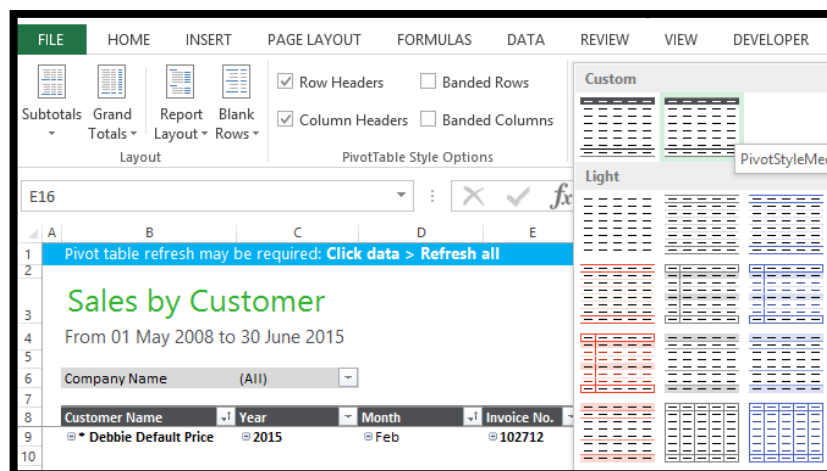 FILE HOME INSERT PAGE LAYOUT FORMULAS DATA REVIEW VIEW DEVELOPER
Row Headers Banded Rows
Subtotals Grand Totals Report Layout Blank Rows
Column Headers Banded Columns
Layout PivotTable Style Options
Custom
PivotStyleMe
Light
E16 fx
A B C D E
1 Pivot table refresh may be required: Click data > Refresh all
2
3 Sales by Customer
4 From 01 May 2008 to 30 June 2015
5
6 Company Name (All)
7
8 Customer Name Year Month Invoice No.
9 * Debbie Default Price 2015 Feb 102712
10